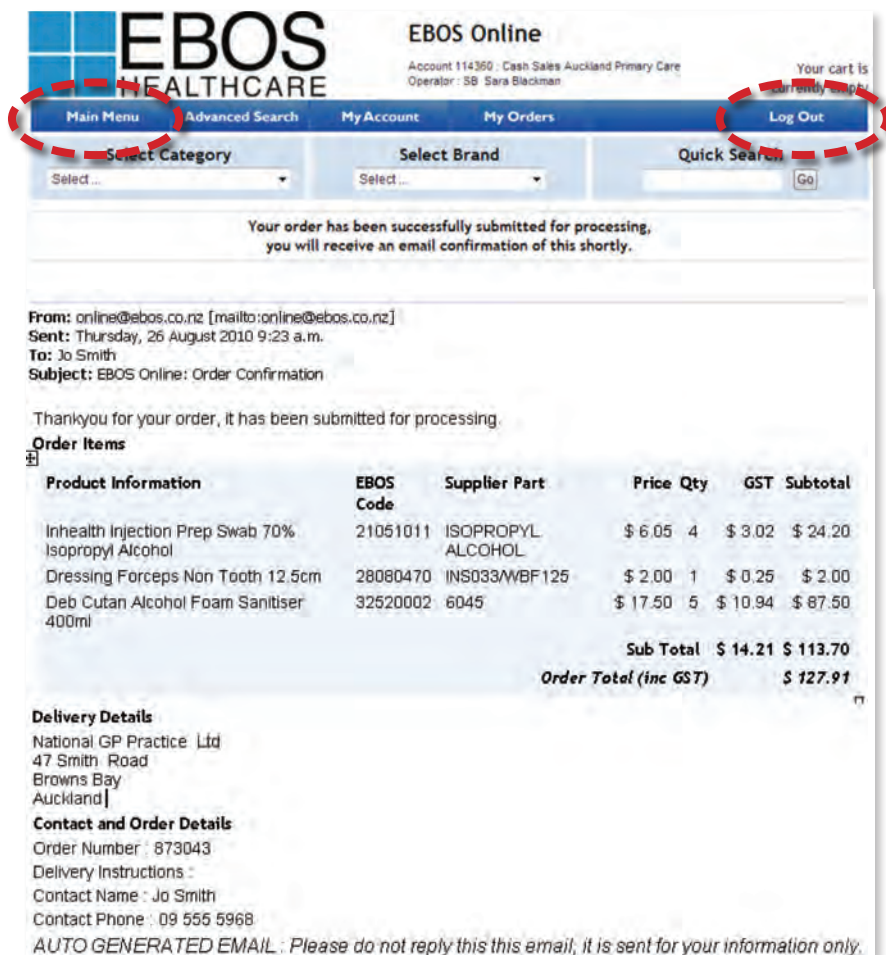 EBOS
HEALTHCARE
EBOS Online
Account 114360 : Cash Sales Auckland Primary Care
Operator : SB Sara Blackman
Your cart is
currently empty
Main Menu Advanced Search My Account My Orders Log Out
Select Category Select Brand Quick Search
Select ... Select ... Go
Your order has been successfully submitted for processing,
you will receive an email confirmation of this shortly.
From: online@ebos.co.nz [mailto:online@ebos.co.nz]
Sent: Thursday, 26 August 2010 9:23 a.m.
To: Jo Smith
Subject: EBOS Online: Order Confirmation
Thankyou for your order, it has been submitted for processing.
Order Items
Product Information EBOS Code Supplier Part Price Qty GST Subtotal
Inhealth Injection Prep Swab 70% 21051011 ISOPROPYL $ 6.05 4 $ 3.02 $ 24.20
Isopropyl Alcohol ALCOHOL
Dressing Forceps Non Tooth 12.5cm 28080470 INS033/WBF125 $ 2.00 1 $ 0.25 $ 2.00
Deb Cutan Alcohol Foam Sanitiser 32520002 6045 $ 17.50 5 $ 10.94 $ 87.50
400ml
Sub Total $ 14.21 $ 113.70
Order Total (inc GST) $ 127.91
Delivery Details
National GP Practice Ltd
47 Smith Road
Browns Bay
Auckland
Contact and Order Details
Order Number : 873043
Delivery Instructions :
Contact Name : Jo Smith
Contact Phone : 09 555 5968
AUTO GENERATED EMAIL : Please do not reply this this email, it is sent for your information only.